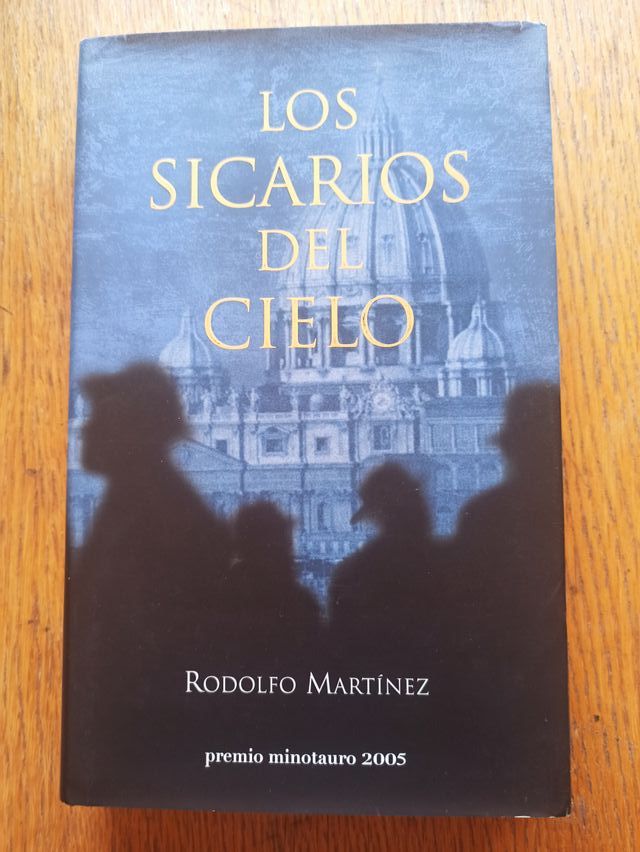 LOS
SICARIOS
DEL
CIELO
RODOLFO MARTÍNEZ
premio minotauro 2005